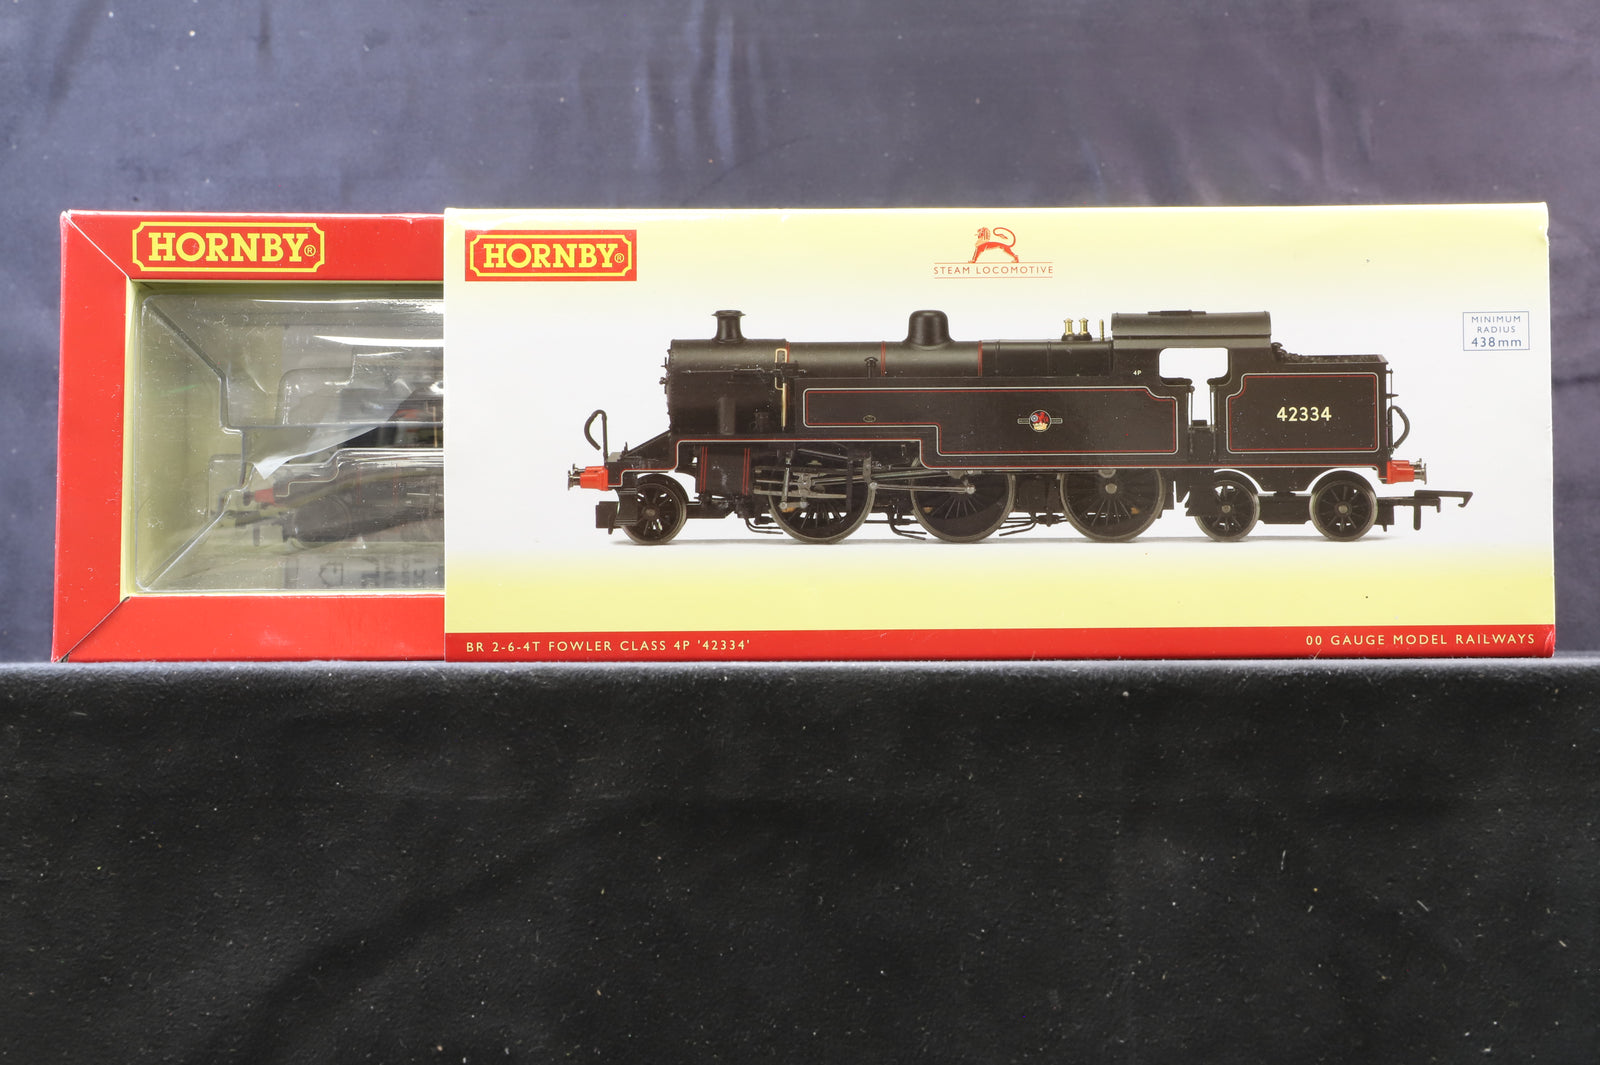 HORNBY®
HORNBY®
STEAM LOCOMOTIVE
MINIMUM
RADIUS
438mm
4P
42334
BR 2-6-4T FOWLER CLASS 4P '42334'
00 GAUGE MODEL RAILWAYS